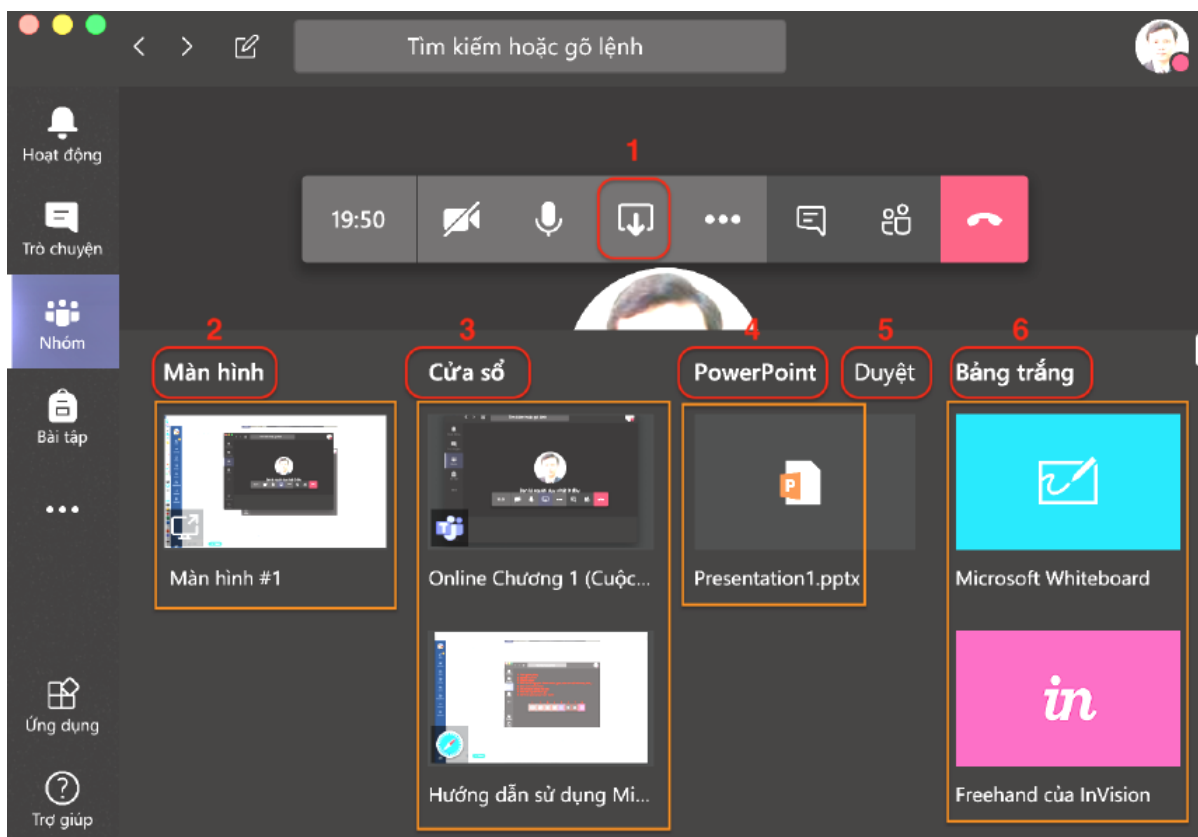 Tìm kiếm hoặc gõ lệnh
Hoạt động
Trò chuyện
Nhóm
Bài tập
Ứng dụng
Trợ giúp
1
19:50
2 3 4 5 6
Màn hình Cửa sổ PowerPoint Duyệt Bảng trắng
P
Màn hình #1 Online Chương 1 (Cuộc... Presentation1.pptx Microsoft Whiteboard
in
Hướng dẫn sử dụng Mi... Freehand của InVision